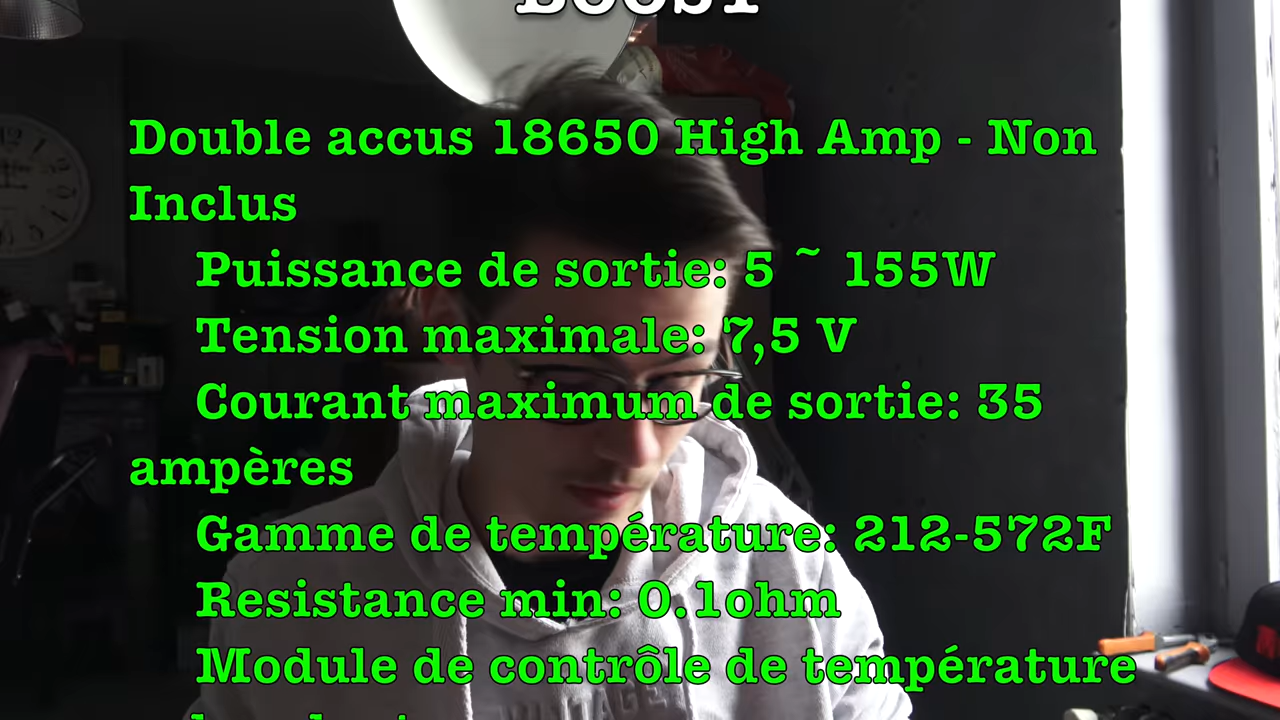 BOOST
Double accus 18650 High Amp - Non
Inclus
Puissance de sortie: 5 ~ 155W
Tension maximale: 7,5 V
Courant maximum de sortie: 35
ampères
Gamme de température: 212-572F
Resistance min: 0.1ohm
Module de contrôle de température